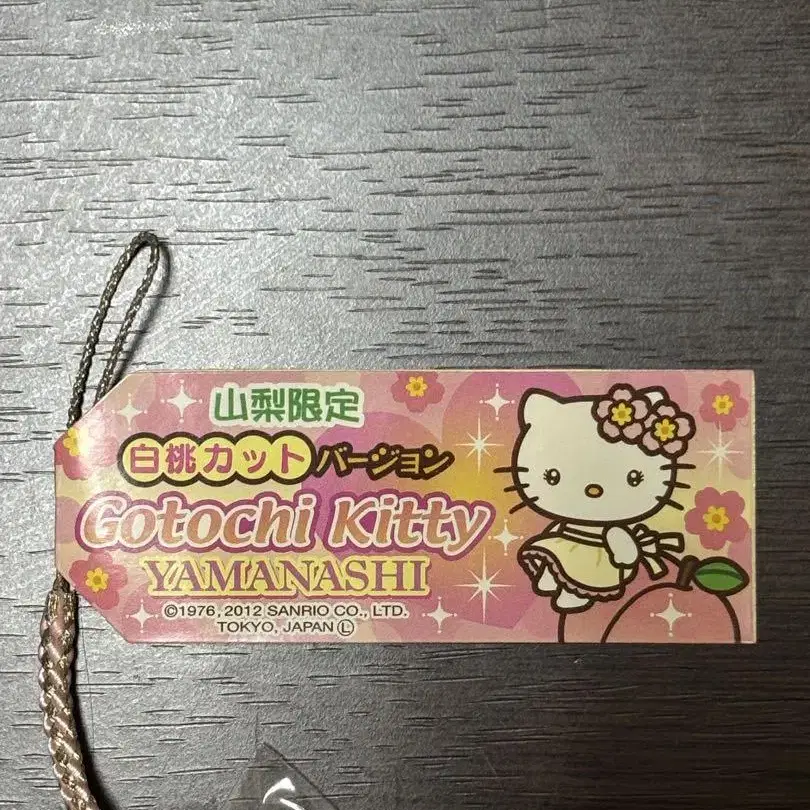 山梨限定
白桃カットバージョン
Gotochi Kitty
YAMANASHI
©1976, 2012 SANRIO CO., LTD.
TOKYO, JAPAN Ⓛ